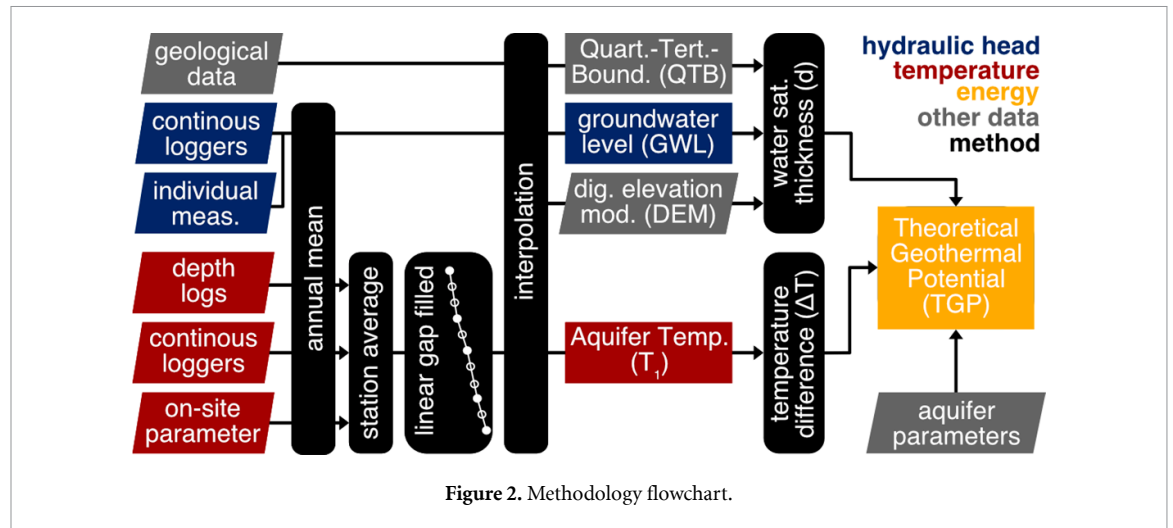 geological
data
continous
loggers
individual
meas.
depth
logs
continous
loggers
on-site
parameter
annual mean
station average
linear gap filled
interpolation
Quart.-Tert.-
Bound. (QTB)
groundwater
level (GWL)
dig. elevation
mod. (DEM)
Aquifer Temp.
(T₁)
water sat.
thickness (d)
temperature
difference (ΔT)
hydraulic head
temperature
energy
other data
method
Theoretical
Geothermal
Potential
(TGP)
aquifer
parameters
Figure 2. Methodology flowchart.